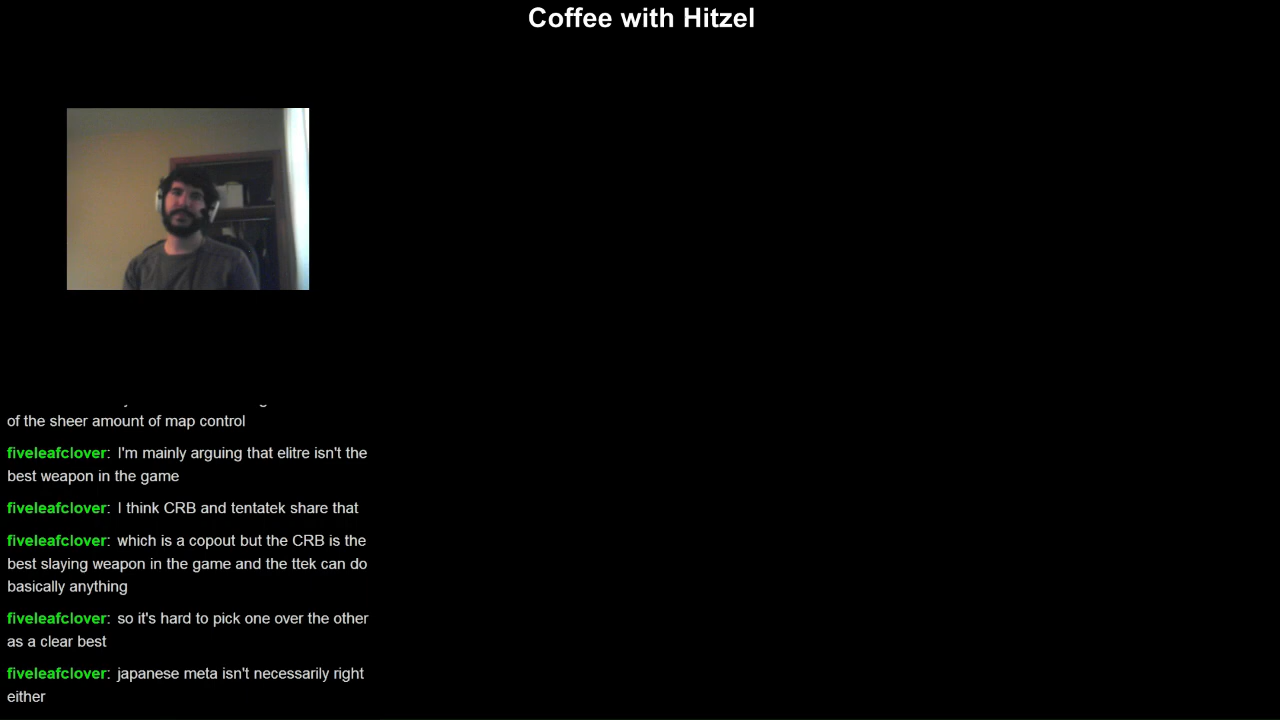 Coffee with Hitzel
of the sheer amount of map control
fiveleafclover: I'm mainly arguing that elitre isn't the
best weapon in the game
fiveleafclover: I think CRB and tentatek share that
fiveleafclover: which is a copout but the CRB is the
best slaying weapon in the game and the ttek can do
basically anything
fiveleafclover: so it's hard to pick one over the other
as a clear best
fiveleafclover: japanese meta isn't necessarily right
either